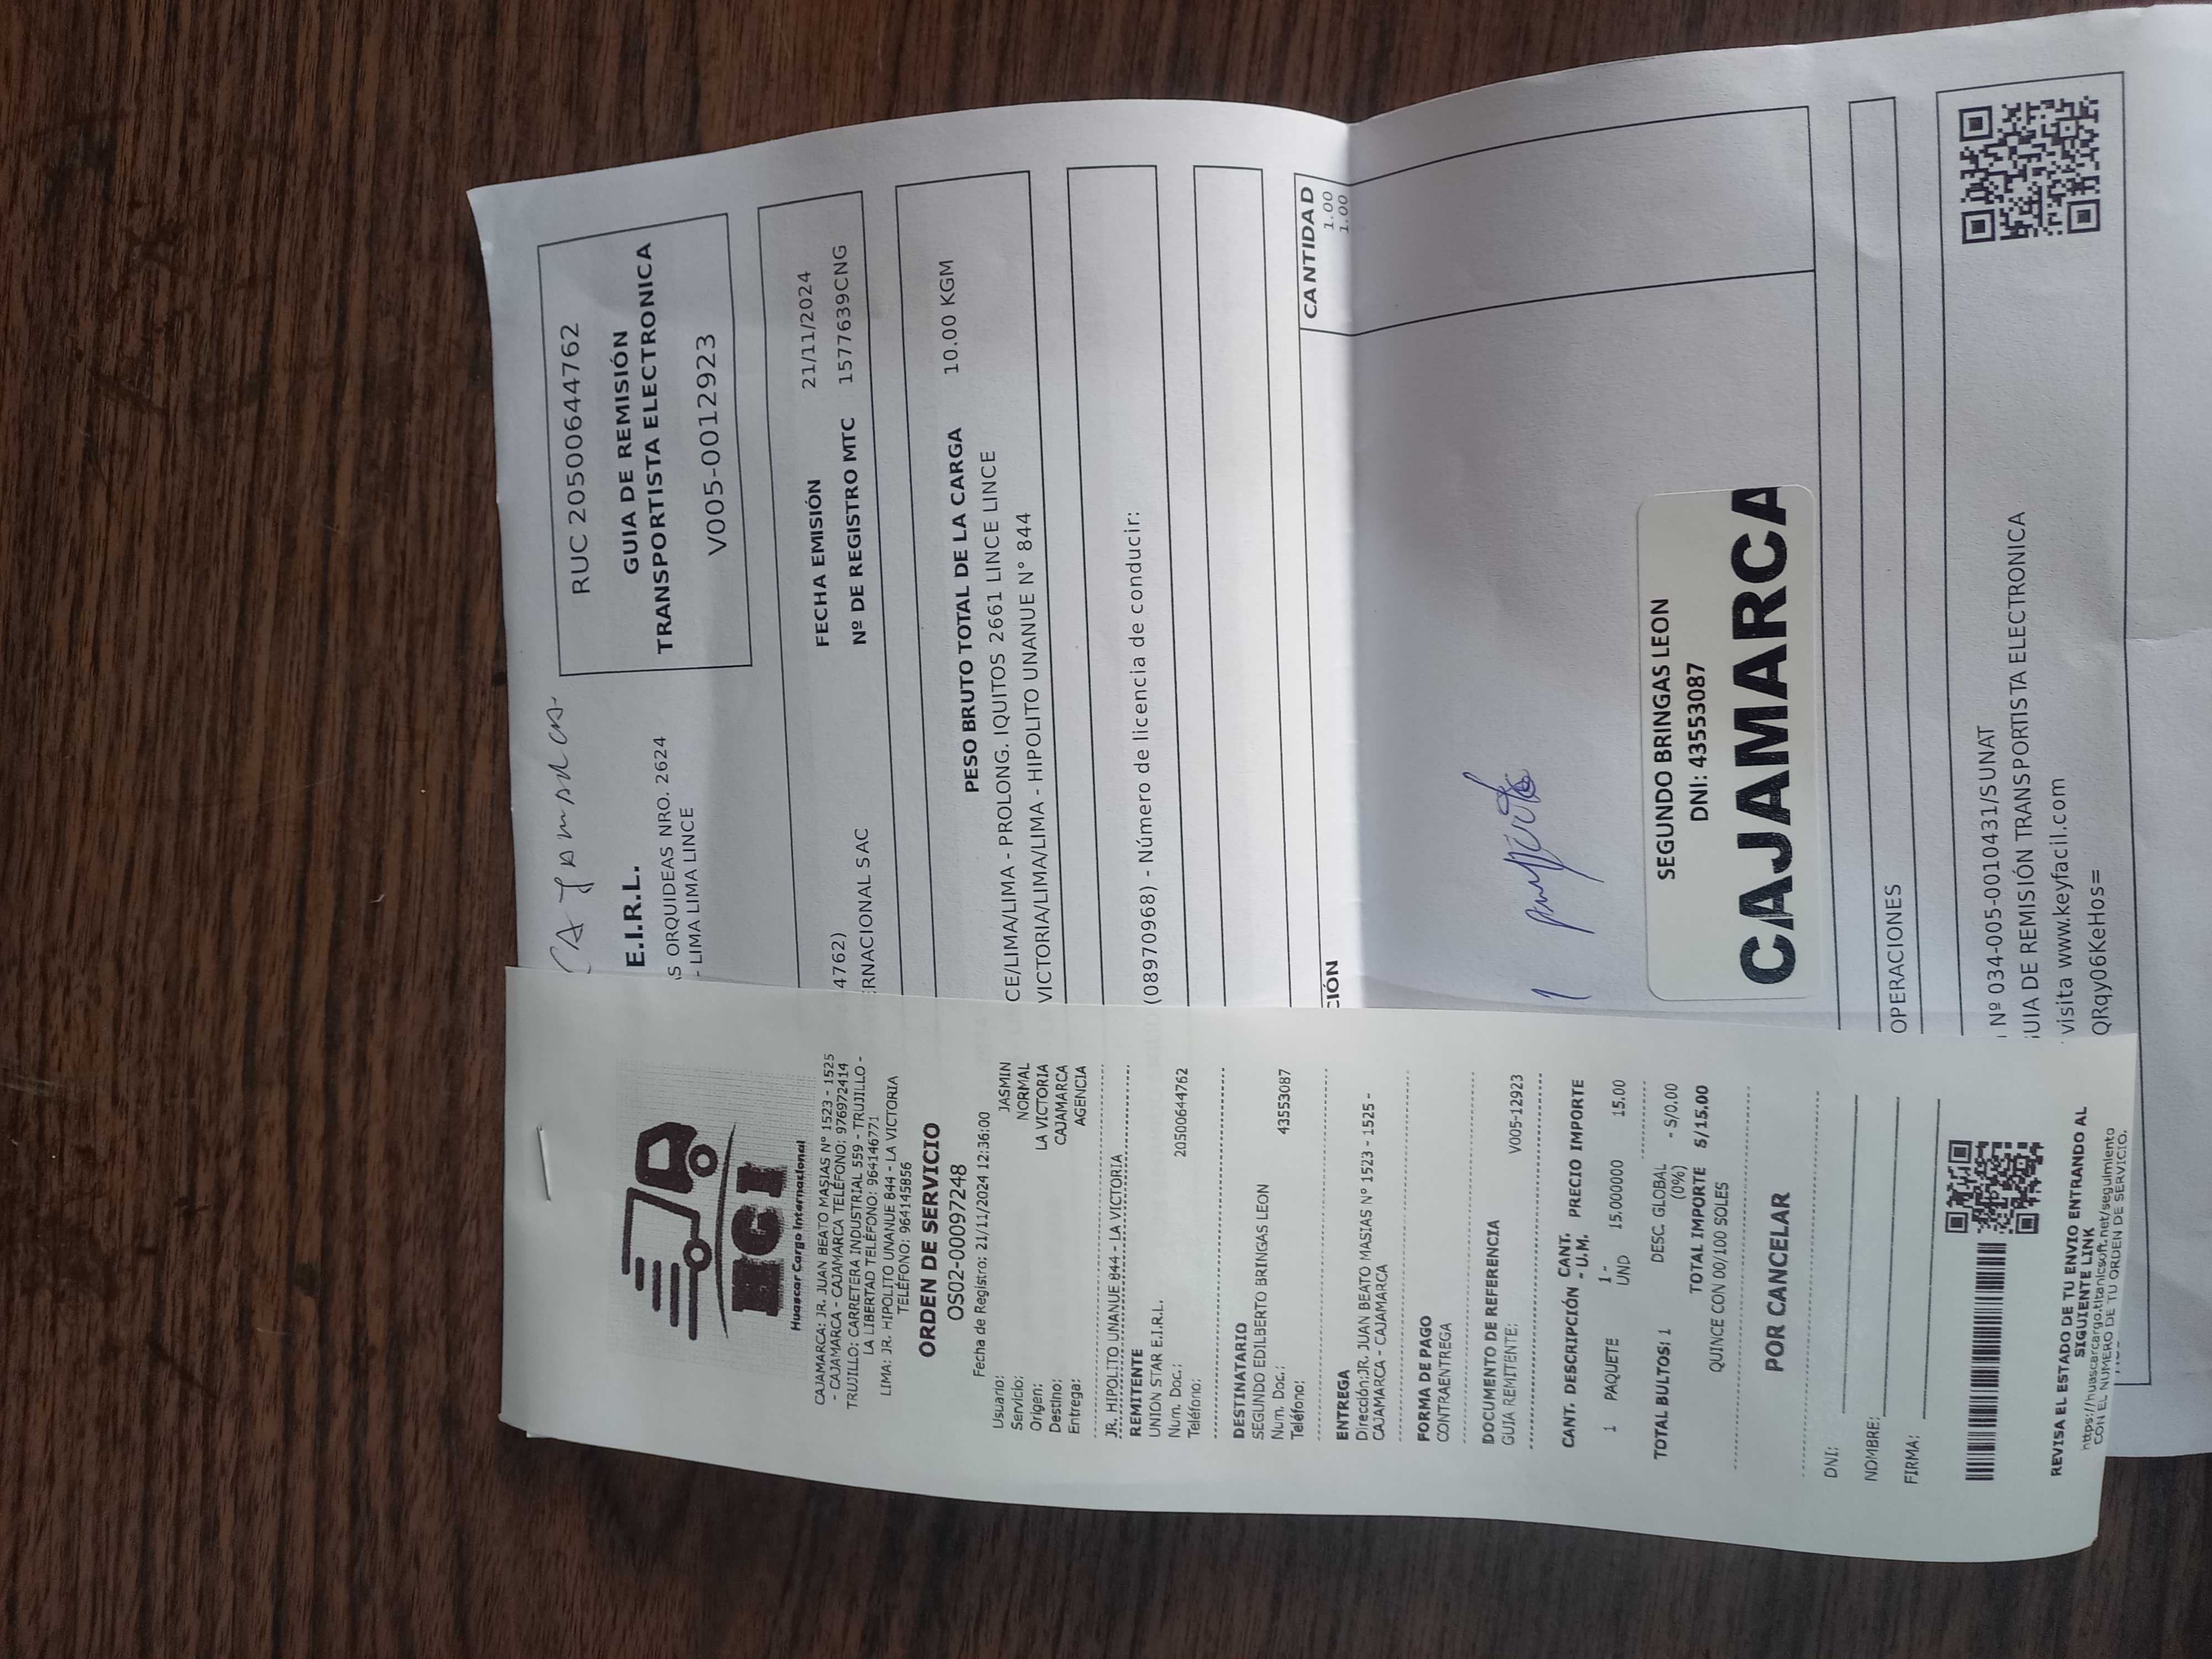 HCI
Huascar Cargo Internacional
CAJAMARCA: JR. JUAN BEATO MASIAS N° 1523 - 1525
- CAJAMARCA - CAJAMARCA TELÉFONO: 976972414
TRUJILLO: CARRETERA INDUSTRIAL 559 - TRUJILLO -
LA LIBERTAD TELÉFONO: 964146771
LIMA: JR. HIPOLITO UNANUE 844 - LA VICTORIA
TELÉFONO: 964145856
ORDEN DE SERVICIO
OS02-00097248
Fecha de Registro: 21/11/2024 12:36:00
Usuario: JASMIN
Servicio: NORMAL
Origen: LA VICTORIA
Destino: CAJAMARCA
Entrega: AGENCIA
JR. HIPOLITO UNANUE 844 - LA VICTORIA
REMITENTE
UNION STAR E.I.R.L.
Num. Doc.: 20500644762
Teléfono:
DESTINATARIO
SEGUNDO EDILBERTO BRINGAS LEON
Num. Doc.: 43553087
Teléfono:
ENTREGA
Dirección:JR. JUAN BEATO MASIAS N° 1523 - 1525 -
CAJAMARCA - CAJAMARCA
FORMA DE PAGO
CONTRAENTREGA
DOCUMENTO DE REFERENCIA
GUIA REMITENTE: V005-12923
CANT. DESCRIPCIÓN CANT. - U.M. PRECIO IMPORTE
1 PAQUETE 1- UND 15.000000 15.00
TOTAL BULTOS: 1 DESC. GLOBAL (0%) - S/0.00
TOTAL IMPORTE S/15.00
QUINCE CON 00/100 SOLES
POR CANCELAR
DNI:
NOMBRE:
FIRMA:
REVISA EL ESTADO DE TU ENVIO ENTRANDO AL
SIGUIENTE LINK
https://huascarcargo.titanicsoft.net/seguimiento
CON EL NUMERO DE TU ORDEN DE SERVICIO.
CAJAMARCA
E.I.R.L.
S ORQUIDEAS NRO. 2624
- LIMA LIMA LINCE
RUC 20500644762
GUIA DE REMISIÓN
TRANSPORTISTA ELECTRONICA
V005-0012923
4762) FECHA EMISIÓN 21/11/2024
ERNACIONAL SAC Nº DE REGISTRO MTC 1577639CNG
PESO BRUTO TOTAL DE LA CARGA 10.00 KGM
CE/LIMA/LIMA - PROLONG. IQUITOS 2661 LINCE LINCE
VICTORIA/LIMA/LIMA - HIPOLITO UNANUE N° 844
(08970968) - Número de licencia de conducir:
CIÓN CANTIDAD
1.00
1.00
1
SEGUNDO BRINGAS LEON
DNI: 43553087
CAJAMARCA
OPERACIONES
Nº 034-005-0010431/SUNAT
GUIA DE REMISIÓN TRANSPORTISTA ELECTRONICA
visita www.keyfacil.com
QRqy06KeHos=